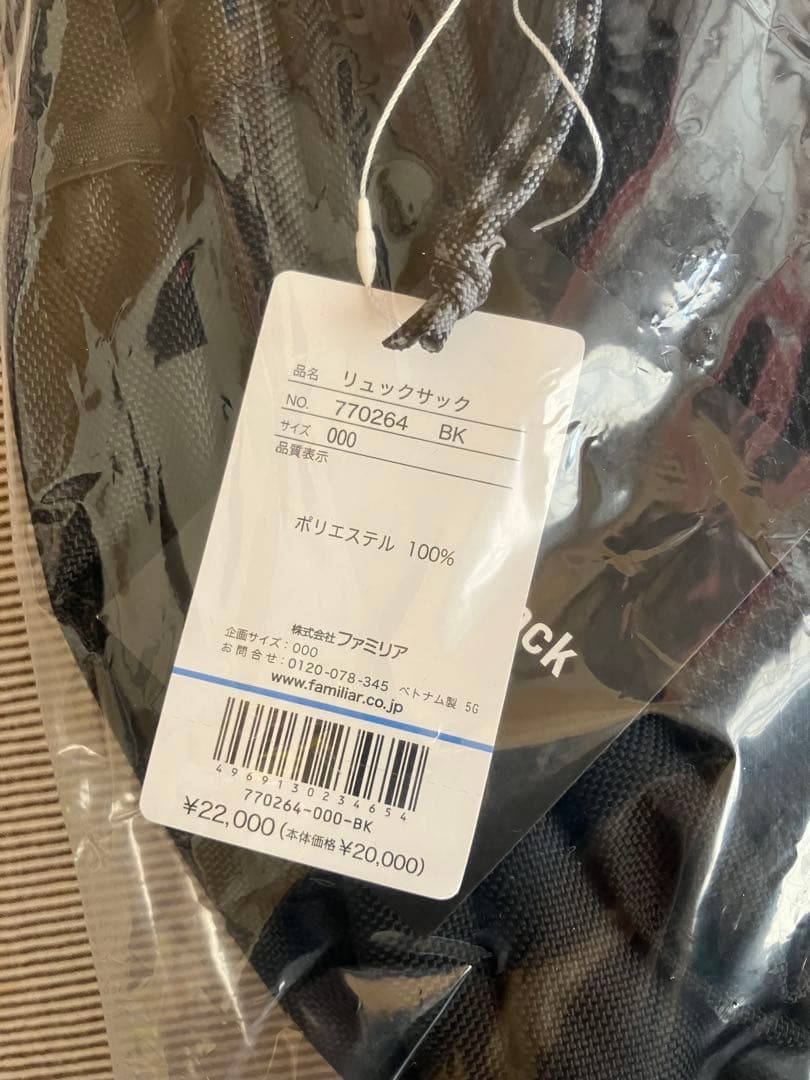 品名 リュックサック
NO. 770264 BK
サイズ 000
品質表示
ポリエステル 100%
株式会社ファミリア
企画サイズ:000
お問合せ:0120-078-345 ベトナム製 5G
www.familiar.co.jp
4969130234654
770264-000-BK
¥22,000(本体価格 ¥20,000)